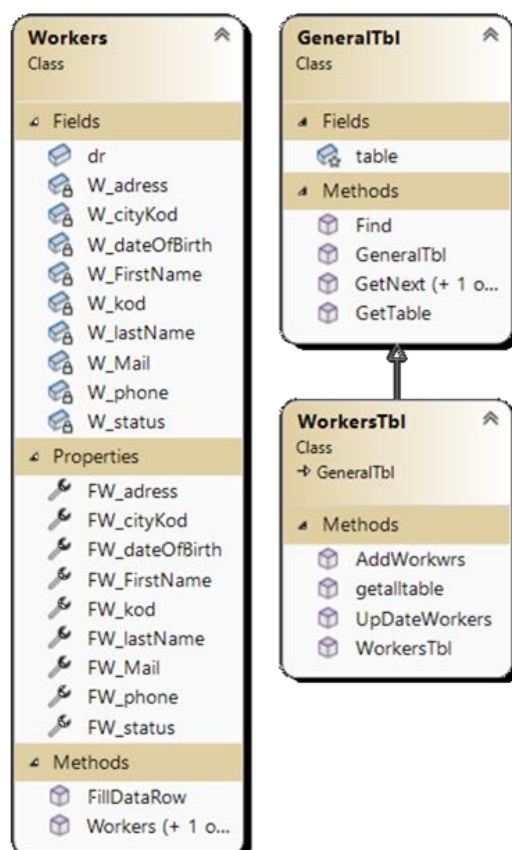 Workers
Class
Fields
dr
W_adress
W_cityKod
W_dateOfBirth
W_FirstName
W_kod
W_lastName
W_Mail
W_phone
W_status
Properties
FW_adress
FW_cityKod
FW_dateOfBirth
FW_FirstName
FW_kod
FW_lastName
FW_Mail
FW_phone
FW_status
Methods
FillDataRow
Workers (+ 1 o...
GeneralTbl
Class
Fields
table
Methods
Find
GeneralTbl
GetNext (+ 1 o...
GetTable
WorkersTbl
Class
GeneralTbl
Methods
AddWorkwrs
getalltable
UpDateWorkers
WorkersTbl